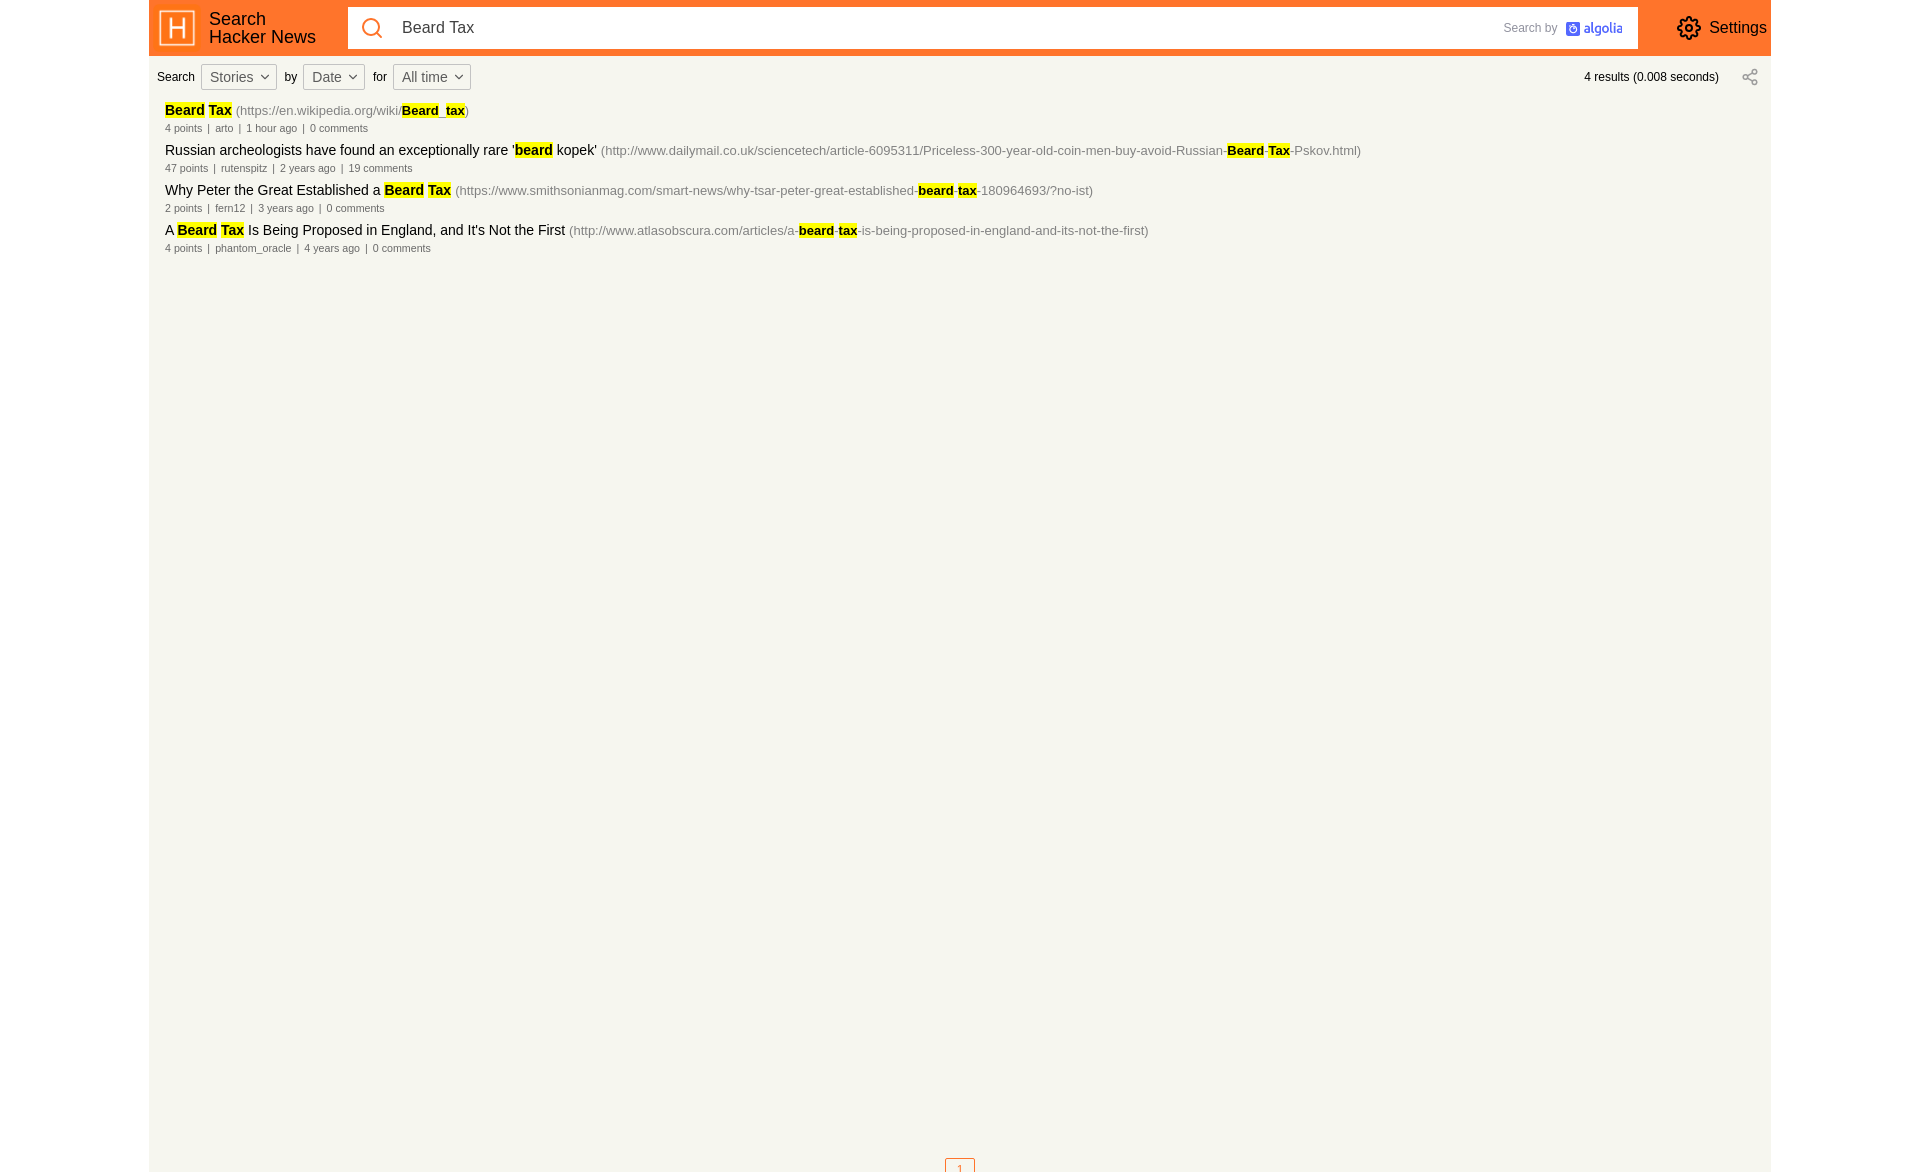 H
Search
Hacker News
Beard Tax
Search by algolia
Settings
Search Stories by Date for All time
4 results (0.008 seconds)
Beard Tax (https://en.wikipedia.org/wiki/Beard_tax)
4 points | arto | 1 hour ago | 0 comments
Russian archeologists have found an exceptionally rare 'beard kopek' (http://www.dailymail.co.uk/sciencetech/article-6095311/Priceless-300-year-old-coin-men-buy-avoid-Russian-Beard-Tax-Pskov.html)
47 points | rutenspitz | 2 years ago | 19 comments
Why Peter the Great Established a Beard Tax (https://www.smithsonianmag.com/smart-news/why-tsar-peter-great-established-beard-tax-180964693/?no-ist)
2 points | fern12 | 3 years ago | 0 comments
A Beard Tax Is Being Proposed in England, and It's Not the First (http://www.atlasobscura.com/articles/a-beard-tax-is-being-proposed-in-england-and-its-not-the-first)
4 points | phantom_oracle | 4 years ago | 0 comments
1